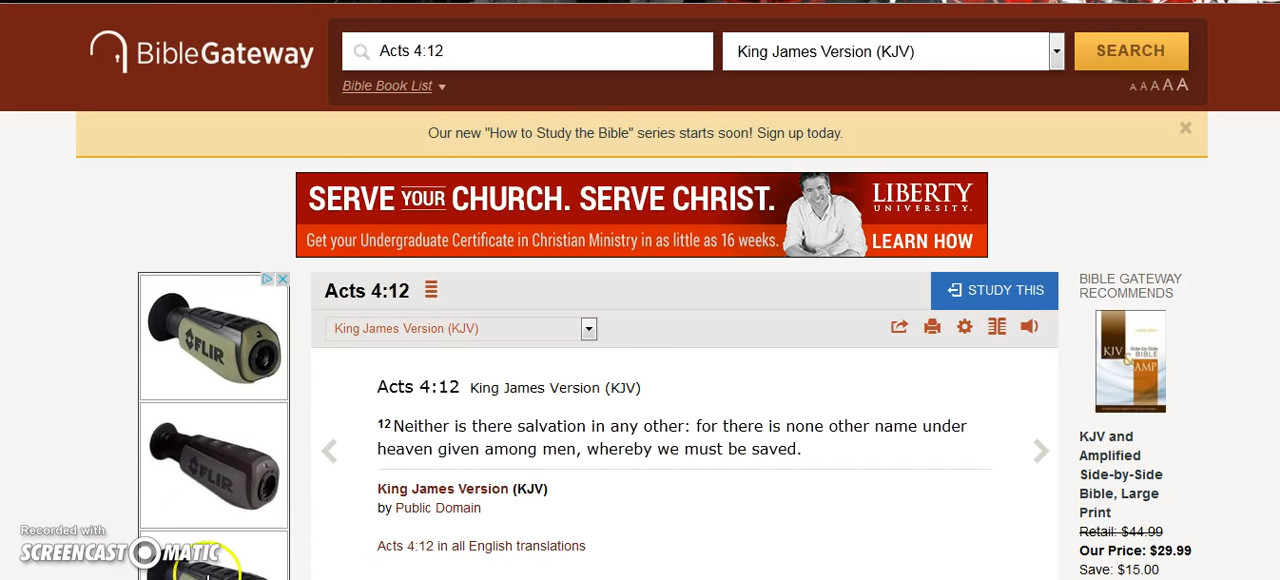 BibleGateway
Acts 4:12
King James Version (KJV)
SEARCH
Bible Book List
A A A A A
Our new "How to Study the Bible" series starts soon! Sign up today.
SERVE YOUR CHURCH. SERVE CHRIST.
Get your Undergraduate Certificate in Christian Ministry in as little as 16 weeks.
LIBERTY
UNIVERSITY.
LEARN HOW
FLIR
FLIR
Acts 4:12
STUDY THIS
King James Version (KJV)
Acts 4:12 King James Version (KJV)
12 Neither is there salvation in any other: for there is none other name under
heaven given among men, whereby we must be saved.
King James Version (KJV)
by Public Domain
Acts 4:12 in all English translations
BIBLE GATEWAY
RECOMMENDS
KJV
&
SIDE-BY-SIDE
BIBLE
AMP
KJV and
Amplified
Side-by-Side
Bible, Large
Print
Retail: $44.99
Our Price: $29.99
Save: $15.00
Recorded with
SCREENCAST MATIC